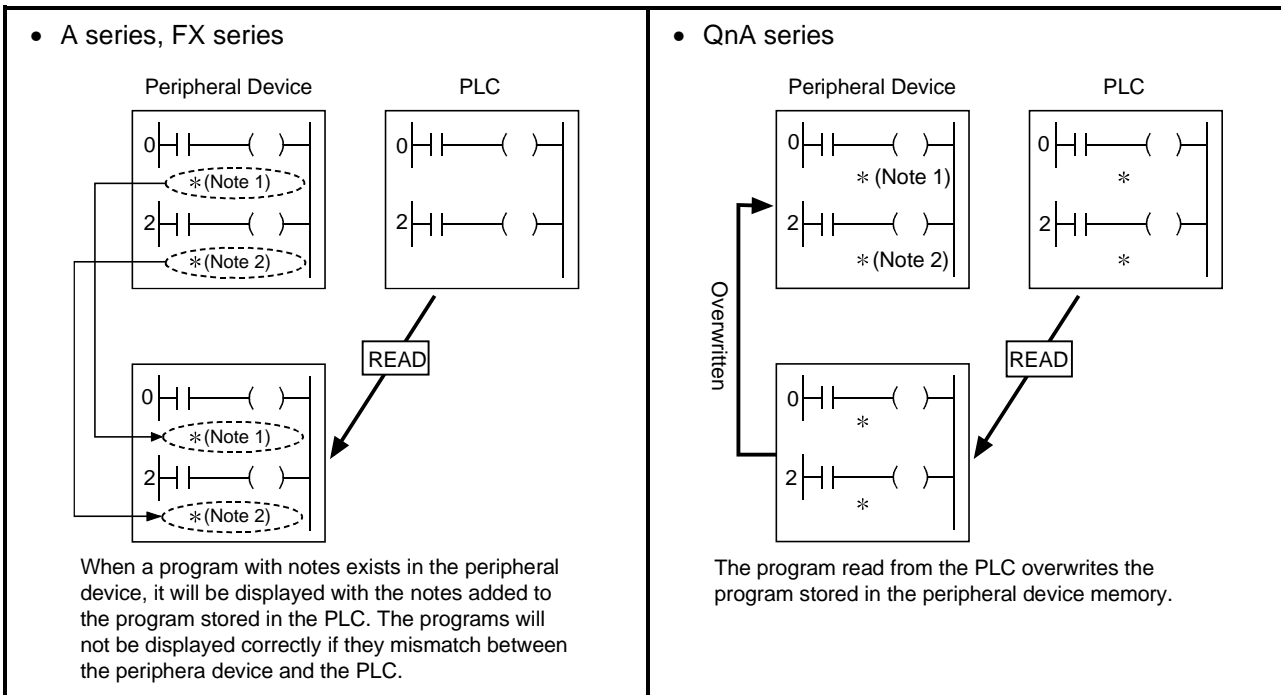 • A series, FX series
Peripheral Device
PLC
0
0
*(Note 1)
2
2
*(Note 2)
READ
0
*(Note 1)
2
*(Note 2)
When a program with notes exists in the peripheral
device, it will be displayed with the notes added to
the program stored in the PLC. The programs will
not be displayed correctly if they mismatch between
the periphera device and the PLC.
• QnA series
Peripheral Device
PLC
0
0
* (Note 1)
*
2
2
* (Note 2)
*
Overwritten
READ
0
*
2
*
The program read from the PLC overwrites the
program stored in the peripheral device memory.